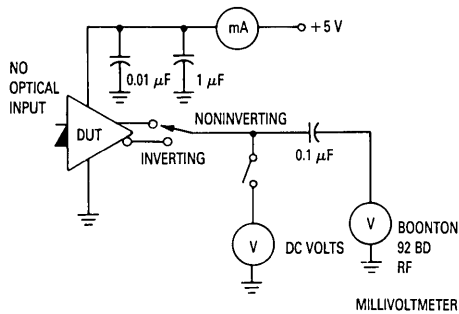 mA
+5 V
NO
OPTICAL
INPUT
0.01 μF
1 μF
DUT
NONINVERTING
INVERTING
0.1 μF
V
DC VOLTS
V
BOONTON
92 BD
RF
MILLIVOLTMETER